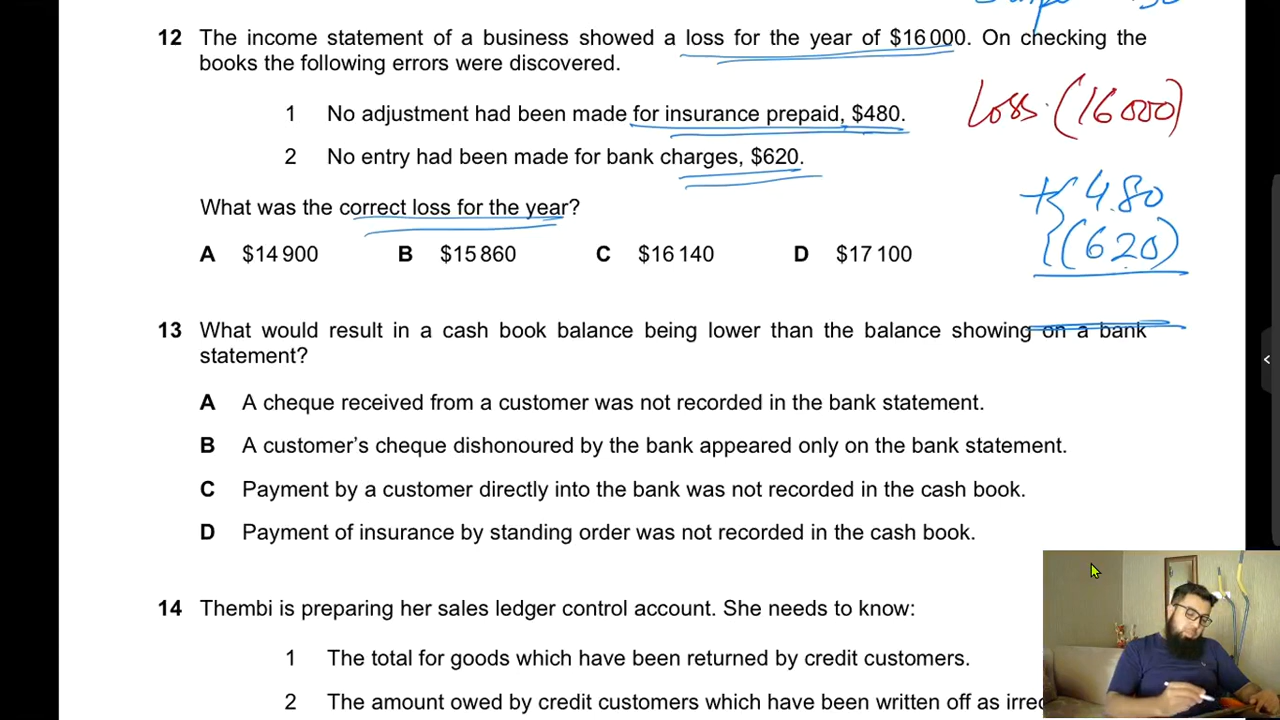 12 The income statement of a business showed a loss for the year of $16 000. On checking the
books the following errors were discovered.
Loss (16000)
1 No adjustment had been made for insurance prepaid, $480.
2 No entry had been made for bank charges, $620.
+ 480
What was the correct loss for the year?
(620)
A $14 900 B $15 860 C $16 140 D $17 100
13 What would result in a cash book balance being lower than the balance showing on a bank
statement?
A A cheque received from a customer was not recorded in the bank statement.
B A customer's cheque dishonoured by the bank appeared only on the bank statement.
C Payment by a customer directly into the bank was not recorded in the cash book.
D Payment of insurance by standing order was not recorded in the cash book.
14 Thembi is preparing her sales ledger control account. She needs to know:
1 The total for goods which have been returned by credit customers.
2 The amount owed by credit customers which have been written off as irre